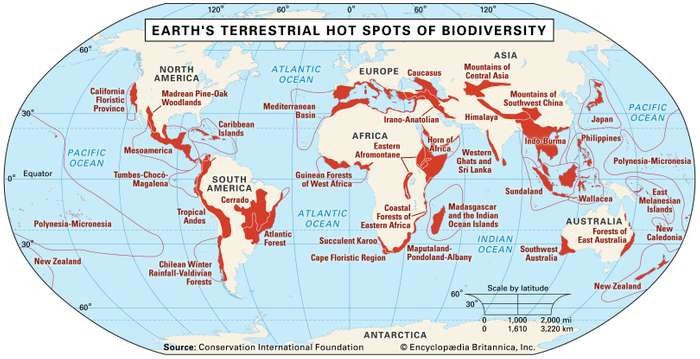 120°
60°
0°
60°
120°
EARTH'S TERRESTRIAL HOT SPOTS OF BIODIVERSITY
60°
NORTH
AMERICA
ATLANTIC
OCEAN
EUROPE
Caucasus
ASIA
Mountains of
Central Asia
California
Floristic
Province
Madrean Pine-Oak
Woodlands
Mediterranean
Basin
Irano-Anatolian
Mountains of
Southwest China
Himalaya
PACIFIC
OCEAN
30°
Caribbean
Islands
AFRICA
Horn of
Africa
Eastern
Afromontane
Indo-Burma
Japan
Philippines
Mesoamerica
PACIFIC
OCEAN
Tumbes-Chocó-
Magdalena
Guinean Forests
of West Africa
Western
Ghats and
Sri Lanka
Polynesia-Micronesia
Equator
0°
SOUTH
AMERICA
Cerrado
0°
Sundaland
Wallacea
East
Melanesian
Islands
Tropical
Andes
ATLANTIC
OCEAN
Coastal
Forests of
Eastern Africa
Madagascar
and the Indian
Ocean Islands
AUSTRALIA
Forests of
East Australia
New
Caledonia
Polynesia-Micronesia
Atlantic
Forest
Succulent Karoo
Cape Floristic Region
Maputaland-
Pondoland-Albany
INDIAN
OCEAN
Southwest
Australia
30°
30°
New Zealand
Chilean Winter
Rainfall-Valdivian
Forests
New Zealand
Scale by latitude
60°
30°
0 1,000 2,000 mi
0 1,610 3,220 km
60°
60°
ANTARCTICA
Source: Conservation International Foundation
© Encyclopædia Britannica, Inc.